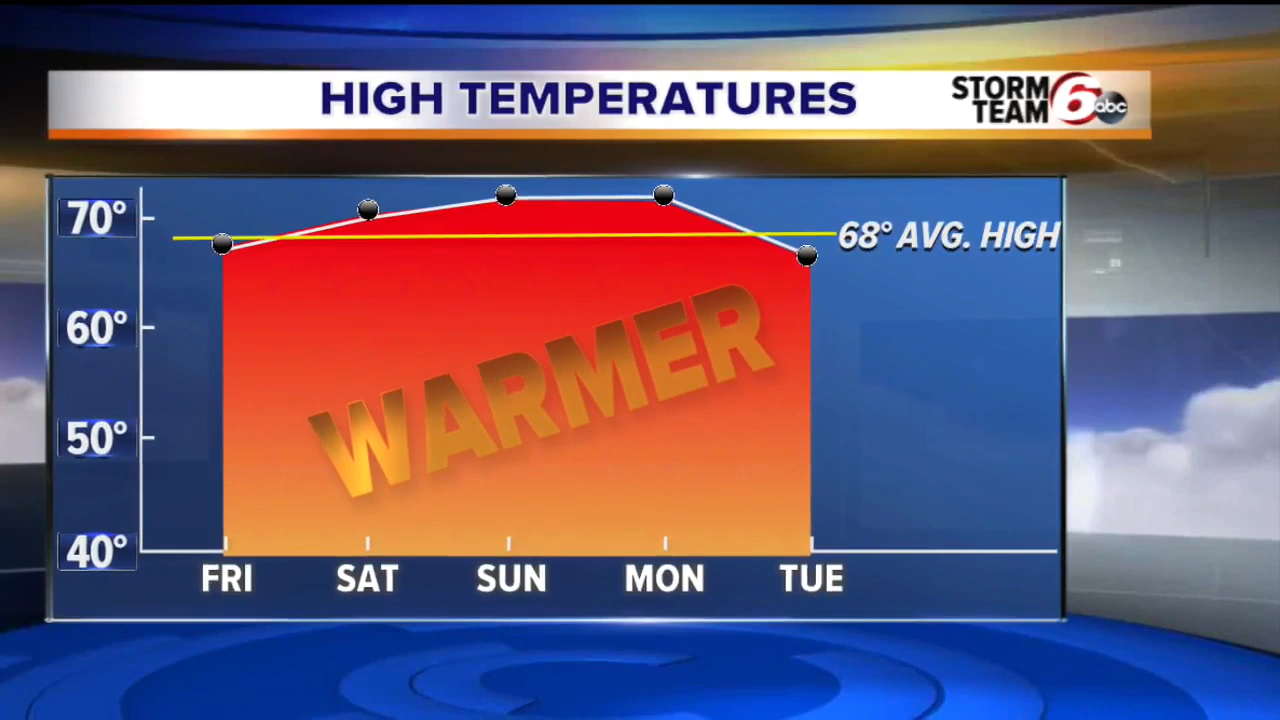 HIGH TEMPERATURES
STORM
TEAM 6 abc
70°
68° AVG. HIGH
60°
WARMER
50°
40°
FRI SAT SUN MON TUE